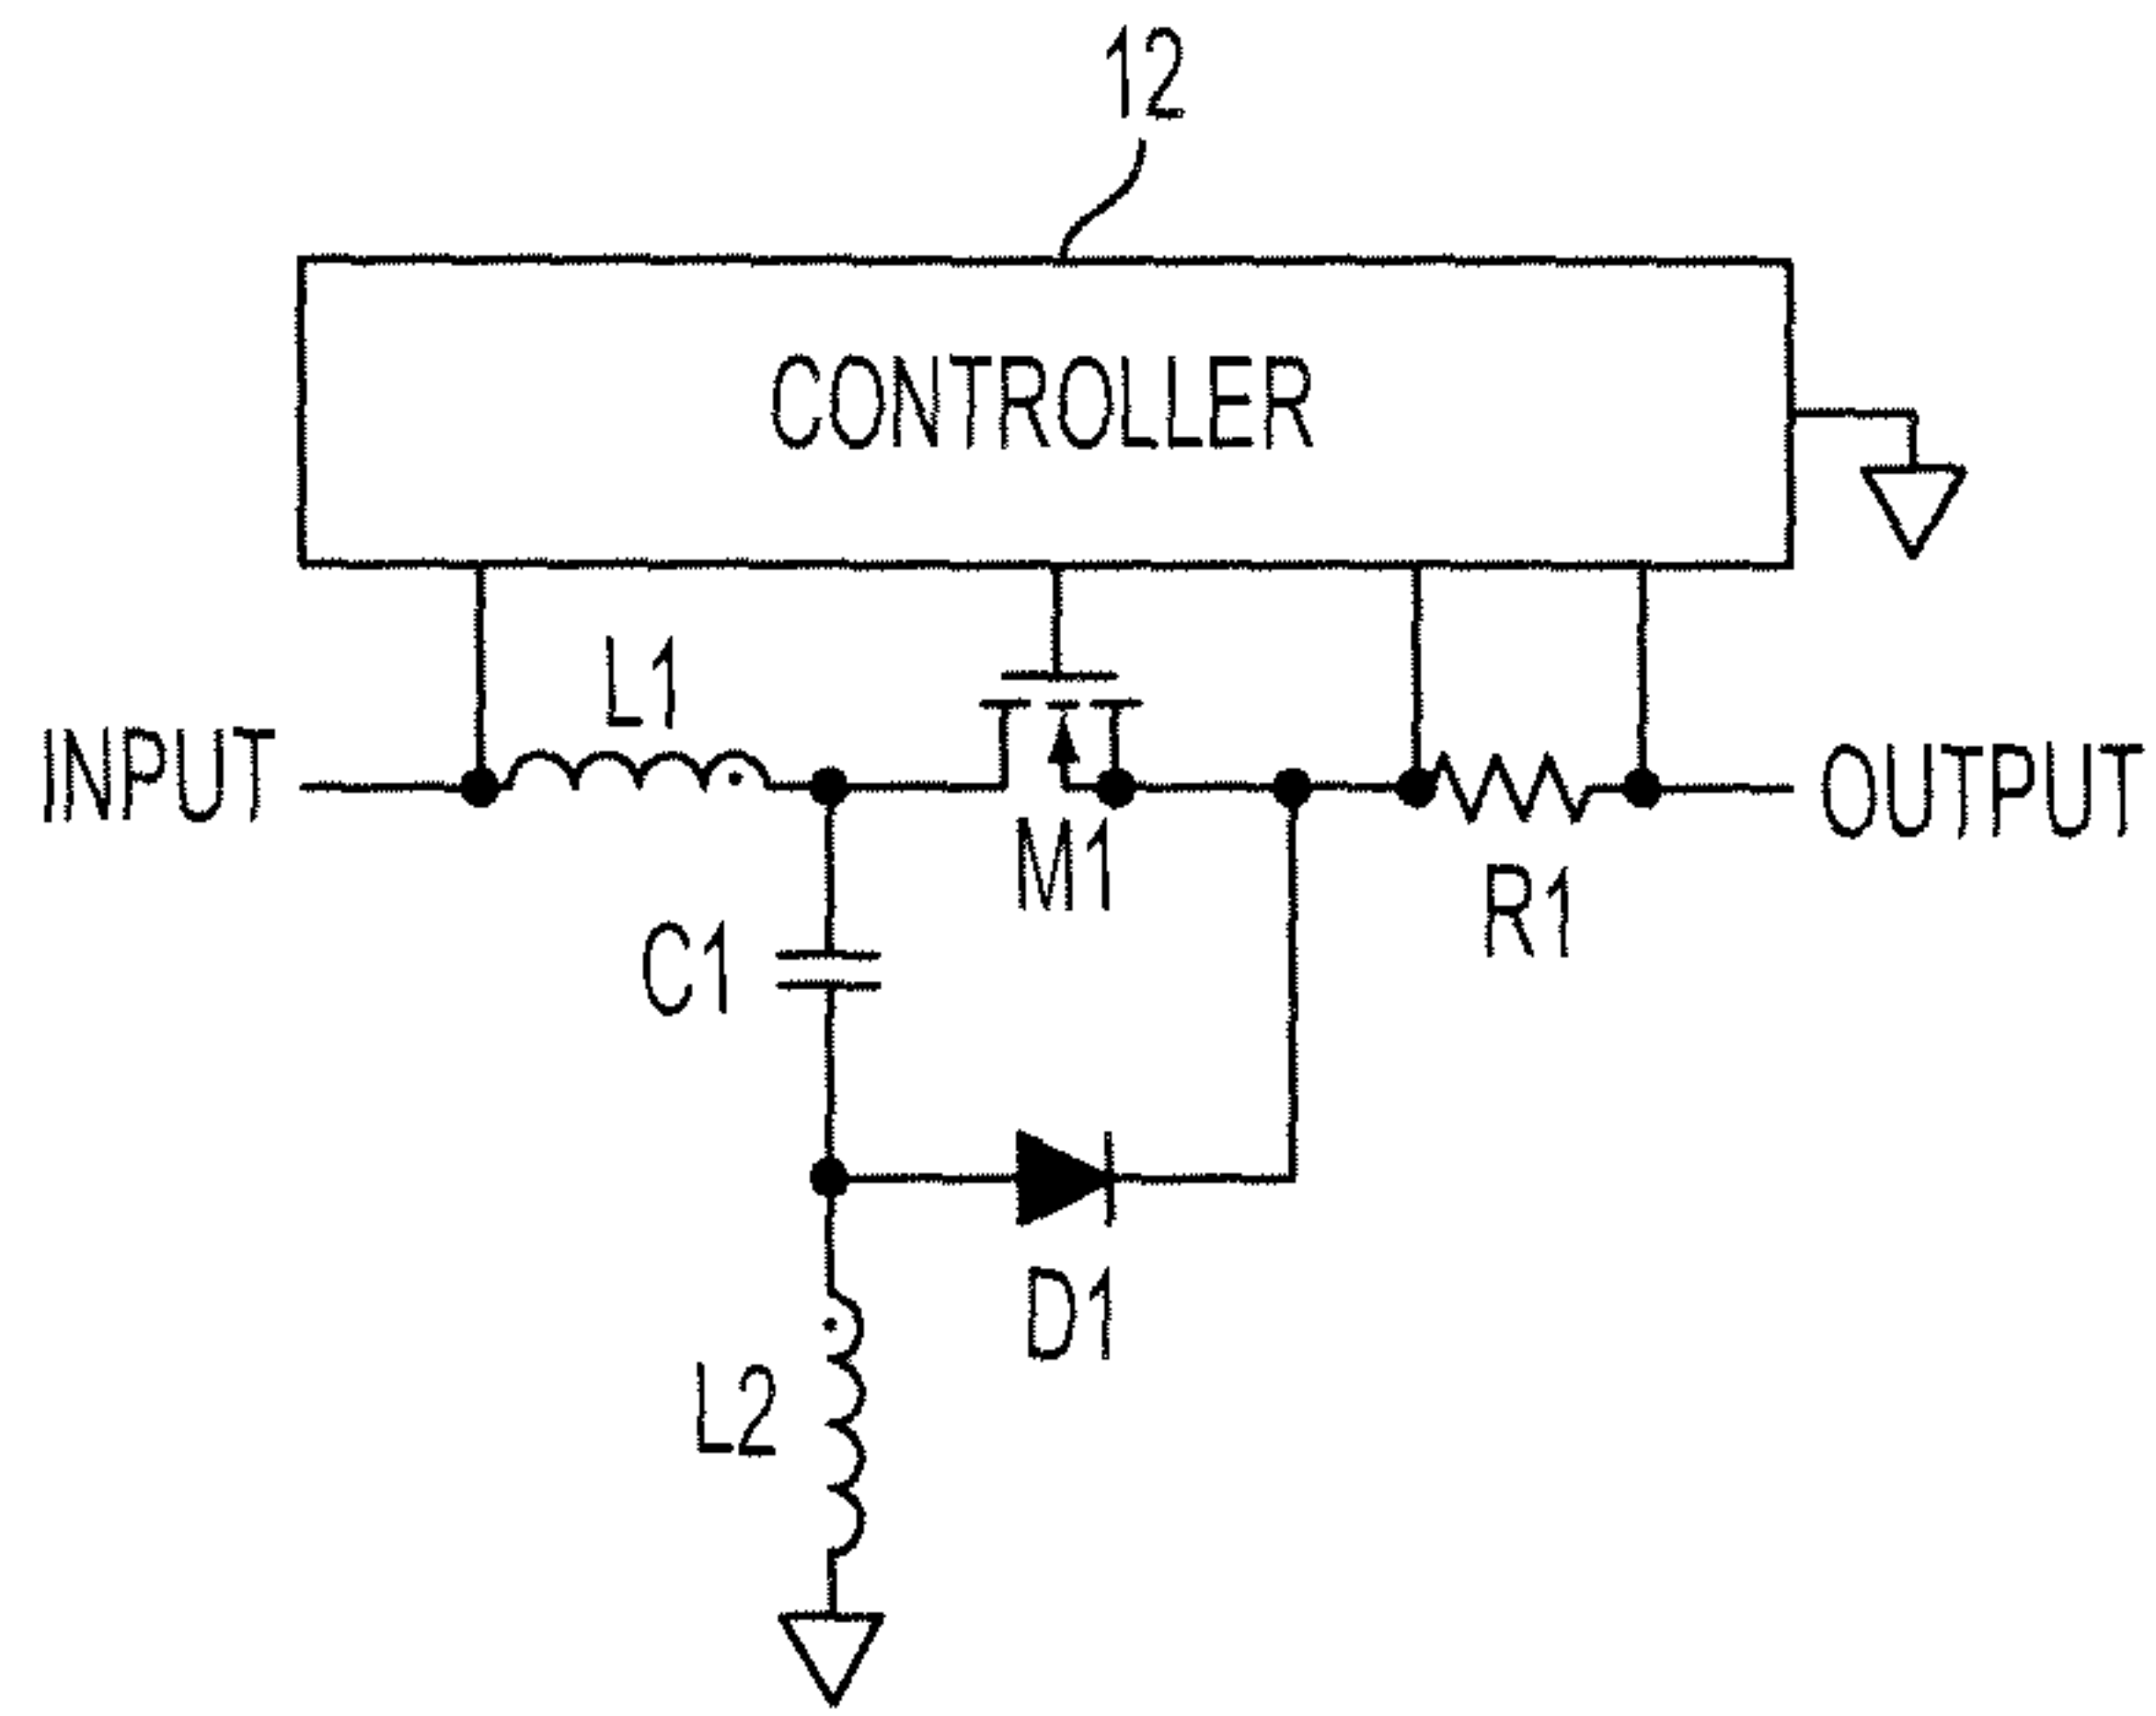 12
CONTROLLER
L1
INPUT
OUTPUT
M1
R1
C1
D1
L2